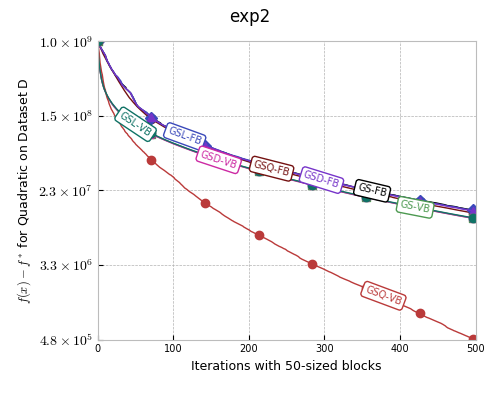 exp2
1.0 × 10⁹
1.5 × 10⁸
2.3 × 10⁷
3.3 × 10⁶
4.8 × 10⁵
f(x) − f* for Quadratic on Dataset D
GSL-VB
GSL-FB
GSD-VB
GSQ-FB
GSD-FB
GS-FB
GS-VB
GSQ-VB
0 100 200 300 400 500
Iterations with 50-sized blocks